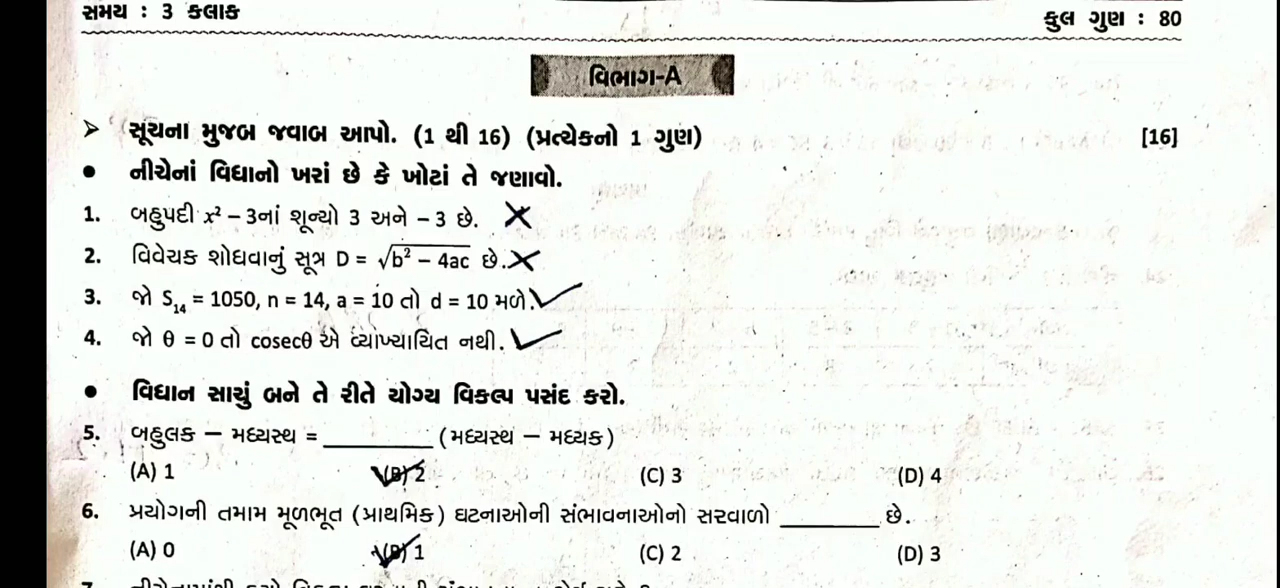 સમય : 3 કલાક
કુલ ગુણ : 80
વિભાગ-A
➢ સૂચના મુજબ જવાબ આપો. (1 થી 16) (પ્રત્યેકનો 1 ગુણ) [16]
• નીચેનાં વિધાનો ખરાં છે કે ખોટાં તે જણાવો.
1. બહુપદી x² – 3નાં શૂન્યો 3 અને – 3 છે.
2. વિવેચક શોધવાનું સૂત્ર D = √b² – 4ac છે.
3. જો S₁₄ = 1050, n = 14, a = 10 તો d = 10 મળે.
4. જો θ = 0 તો cosecθ એ વ્યાખ્યાયિત નથી.
• વિધાન સાચું બને તે રીતે યોગ્ય વિકલ્પ પસંદ કરો.
5. બહુલક – મધ્યસ્થ = ________ (મધ્યસ્થ – મધ્યક)
(A) 1 (B) 2 (C) 3 (D) 4
6. પ્રયોગની તમામ મૂળભૂત (પ્રાથમિક) ઘટનાઓની સંભાવનાઓનો સરવાળો ________ છે.
(A) 0 (B) 1 (C) 2 (D) 3